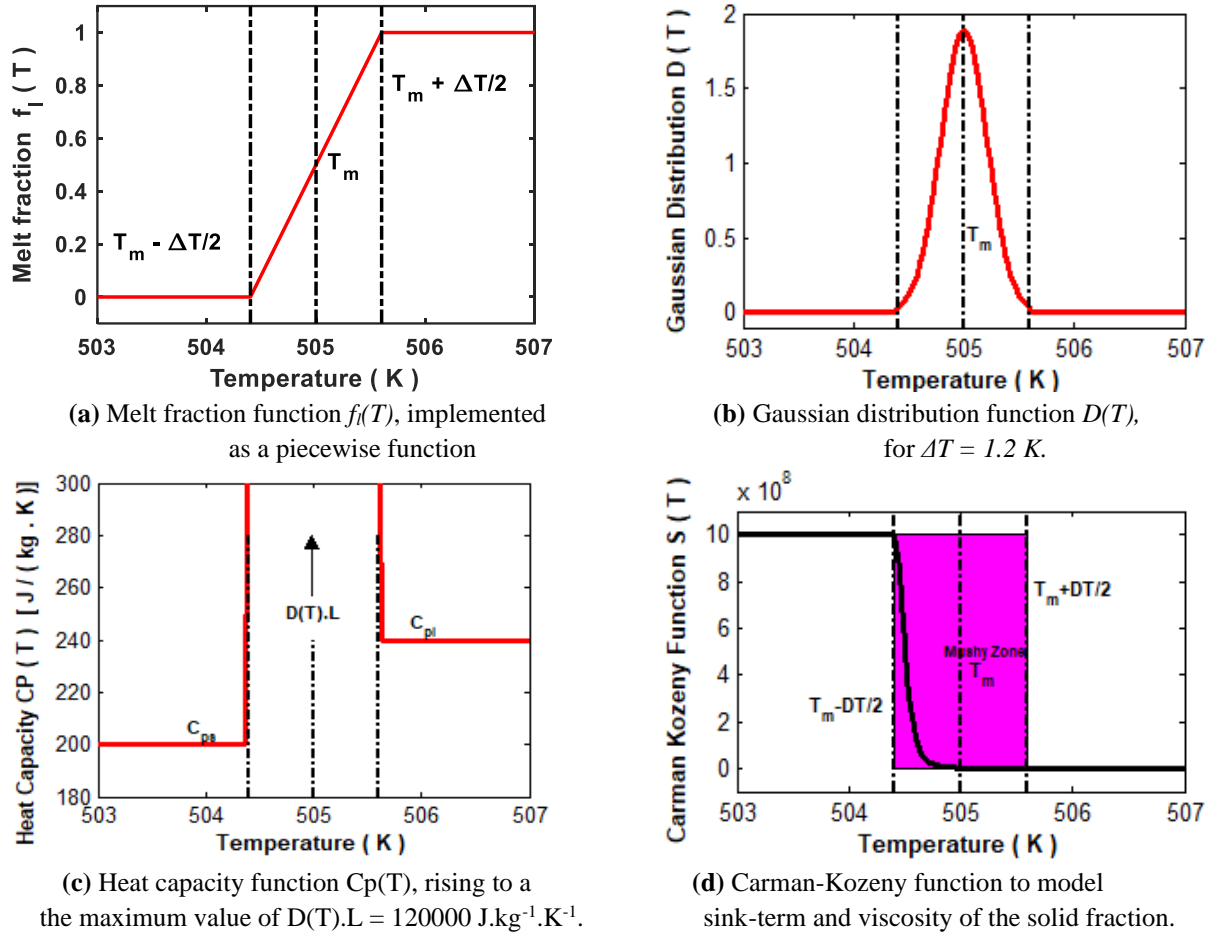 Melt fraction f_l ( T )
1
0.8
0.6
0.4
0.2
0
T_m + ΔT/2
T_m
T_m - ΔT/2
503 504 505 506 507
Temperature ( K )
(a) Melt fraction function f_l(T), implemented
as a piecewise function
Gaussian Distribution D ( T )
2
1.5
1
0.5
0
T_m
503 504 505 506 507
Temperature ( K )
(b) Gaussian distribution function D(T),
for ΔT = 1.2 K.
Heat Capacity CP ( T ) [ J / ( kg . K )]
300
280
260
240
220
200
180
D(T).L
C_pl
C_ps
503 504 505 506 507
Temperature ( K )
(c) Heat capacity function Cp(T), rising to a
the maximum value of D(T).L = 120000 J.kg⁻¹.K⁻¹.
Carman Kozeny Function S ( T )
x 10⁸
10
8
6
4
2
0
T_m+DT/2
Mushy Zone
T_m
T_m-DT/2
503 504 505 506 507
Temperature ( K )
(d) Carman-Kozeny function to model
sink-term and viscosity of the solid fraction.